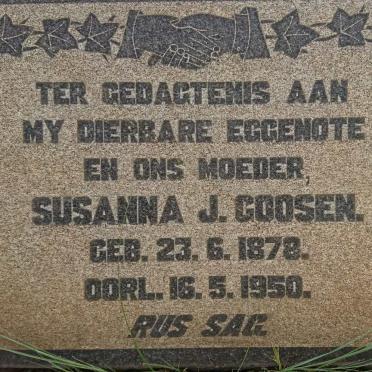 TER GEDAGTENIS AAN
MY DIERBARE EGGENOTE
EN ONS MOEDER,
SUSANNA J. GOOSEN.
GEB. 23. 6. 1878.
OORL. 16. 5. 1950.
RUS SAG.